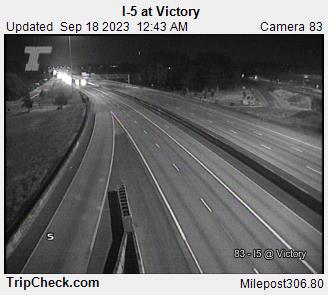 I-5 at Victory
Updated Sep 18 2023 12:43 AM Camera 83
T
S
83 - I5 @ Victory
TripCheck.com Milepost306.80